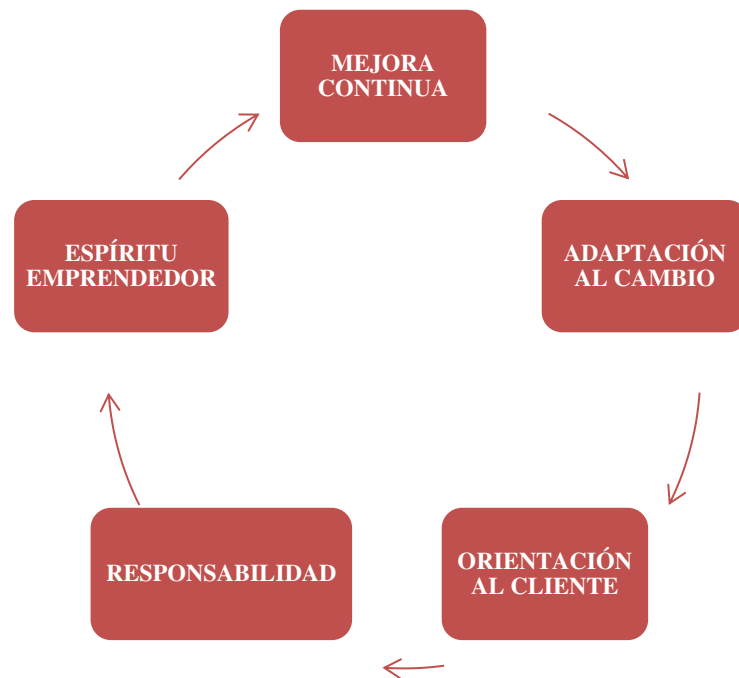 MEJORA
CONTINUA
ADAPTACIÓN
AL CAMBIO
ORIENTACIÓN
AL CLIENTE
RESPONSABILIDAD
ESPÍRITU
EMPRENDEDOR